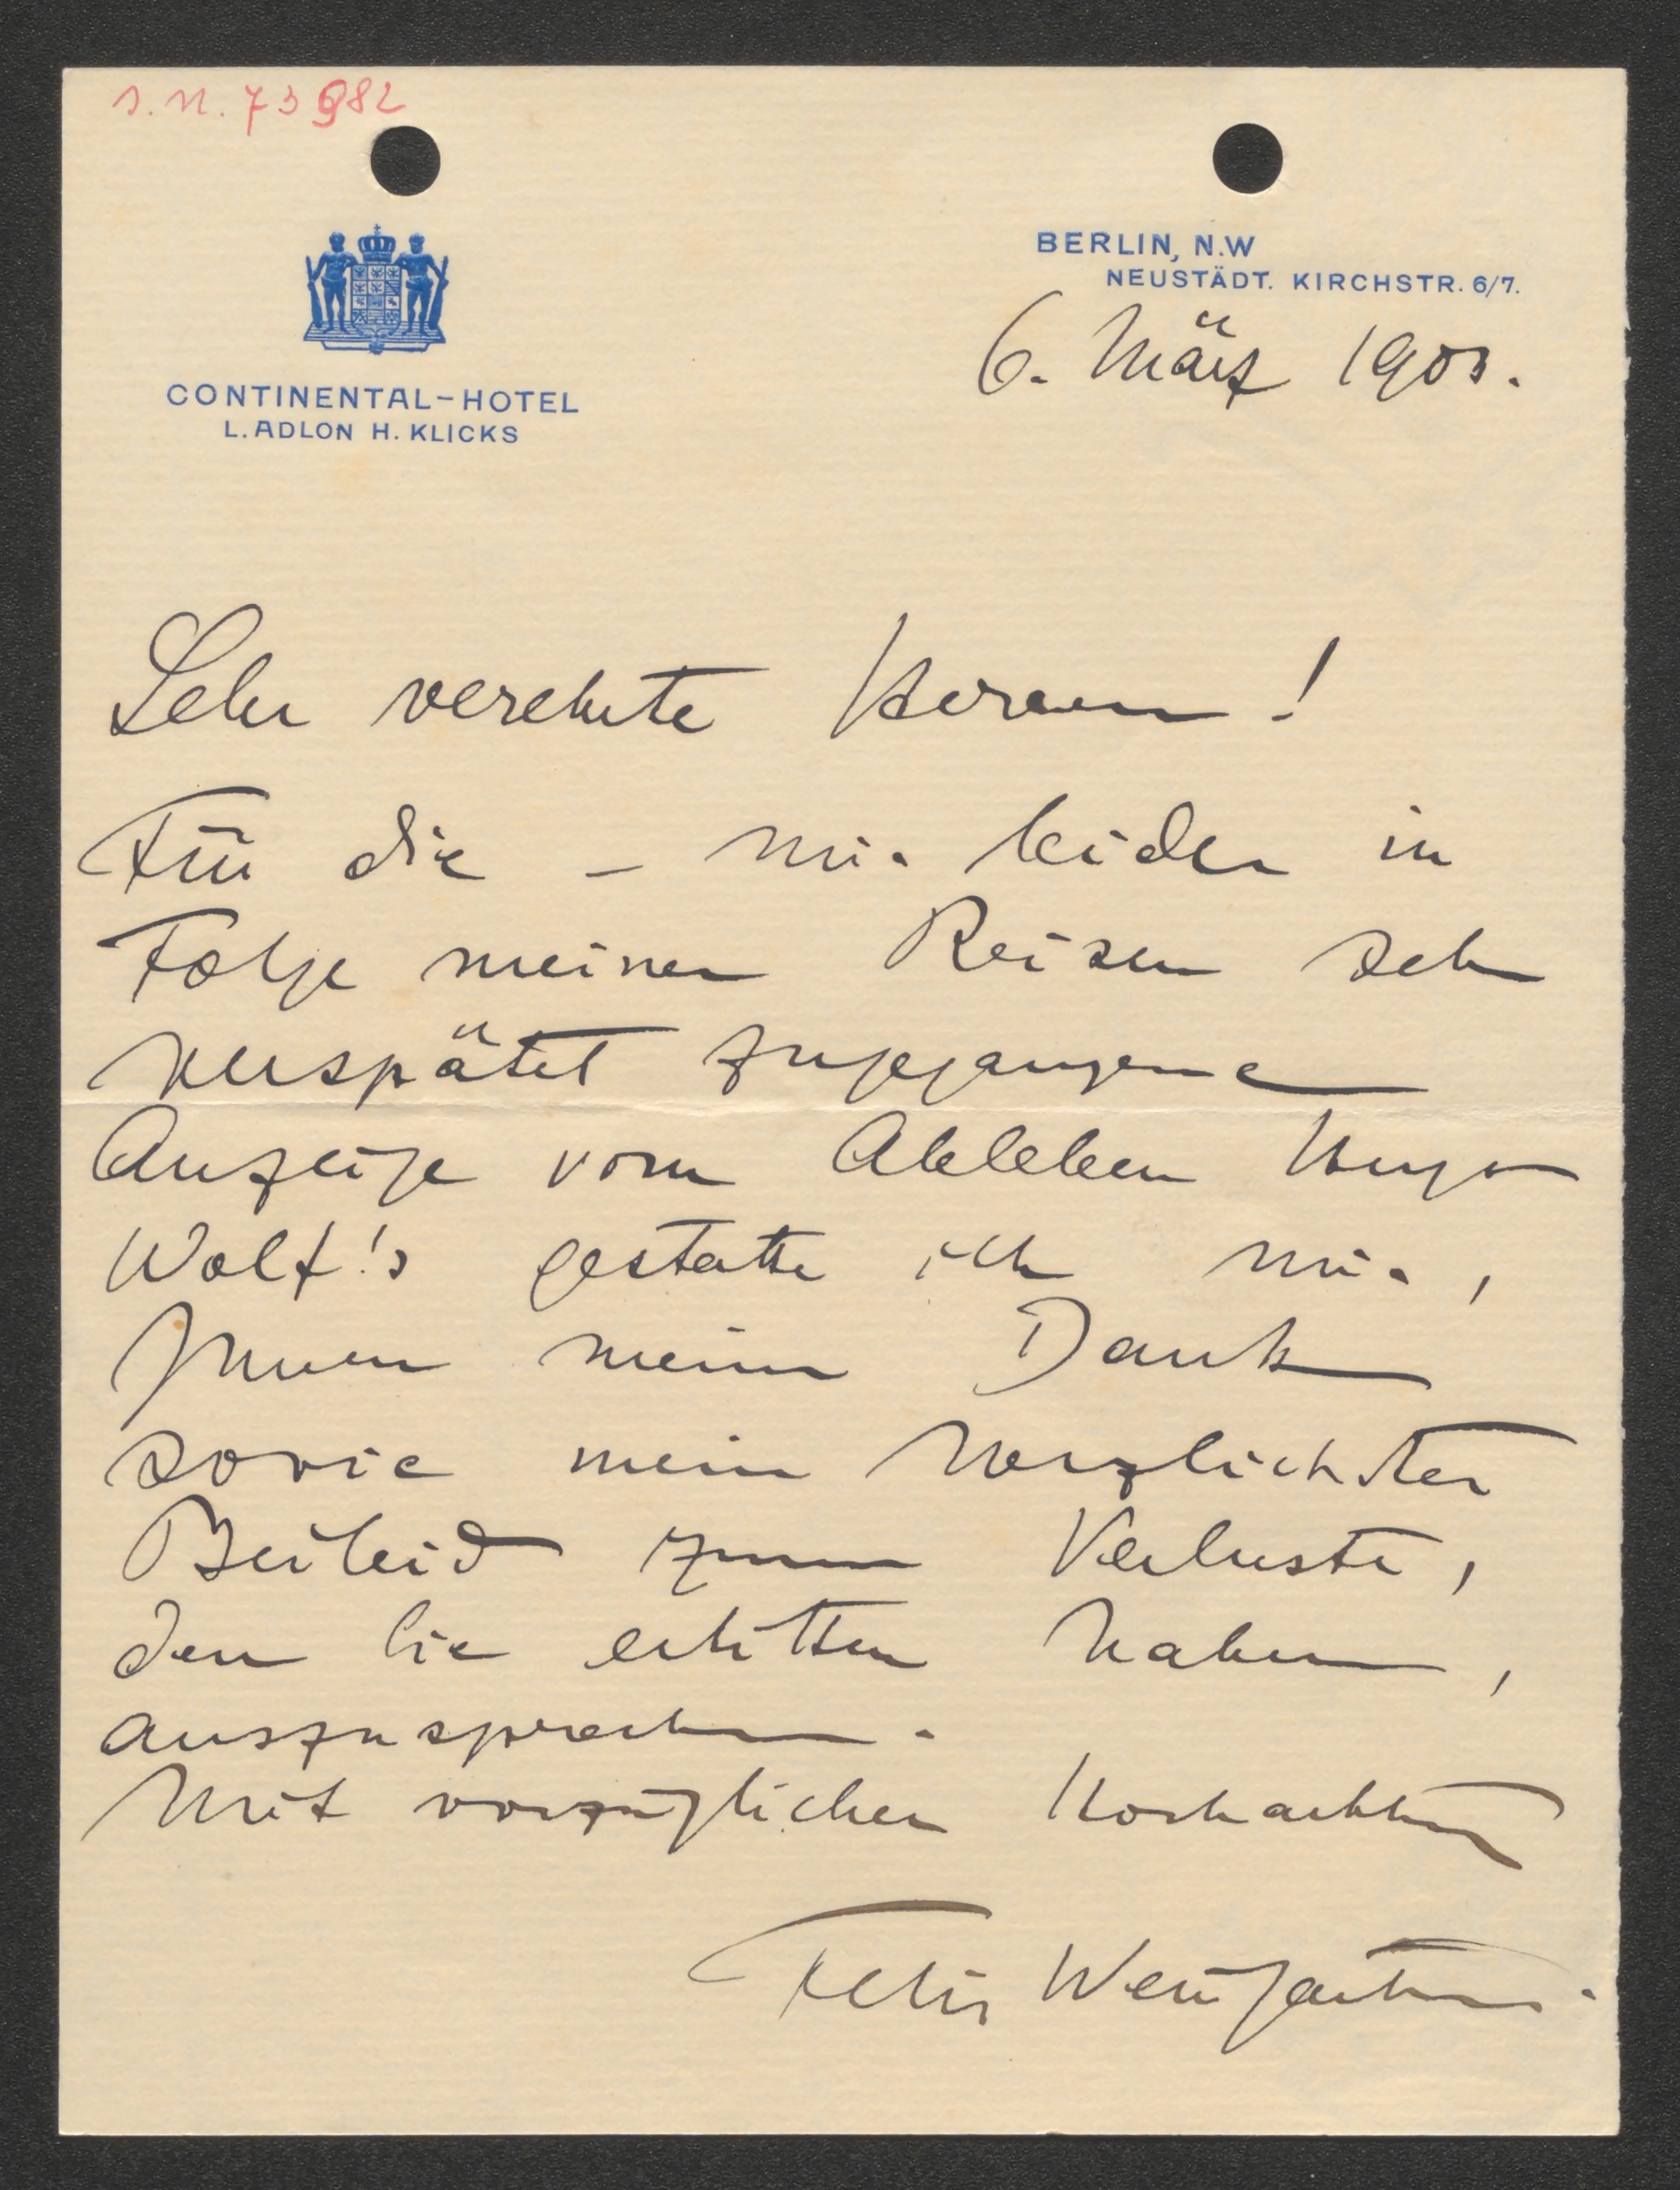 J.N. 73982
BERLIN, N.W
NEUSTÄDT. KIRCHSTR. 6/7.
CONTINENTAL-HOTEL
L. ADLON H. KLICKS
6. März 1903.
Sehr verehrte Herren!
Für die – mir leider in
Folge meiner Reisen sehr
verspätet zugegangene
Anzeige vom Ableben Hugo
Wolf's gestatte ich mir,
Ihnen meinen Dank
sowie mein herzlichstes
Beileid zum Verluste,
den Sie erlitten haben,
auszusprechen.
Mit vorzüglicher Hochachtung
Felix Weingartner.